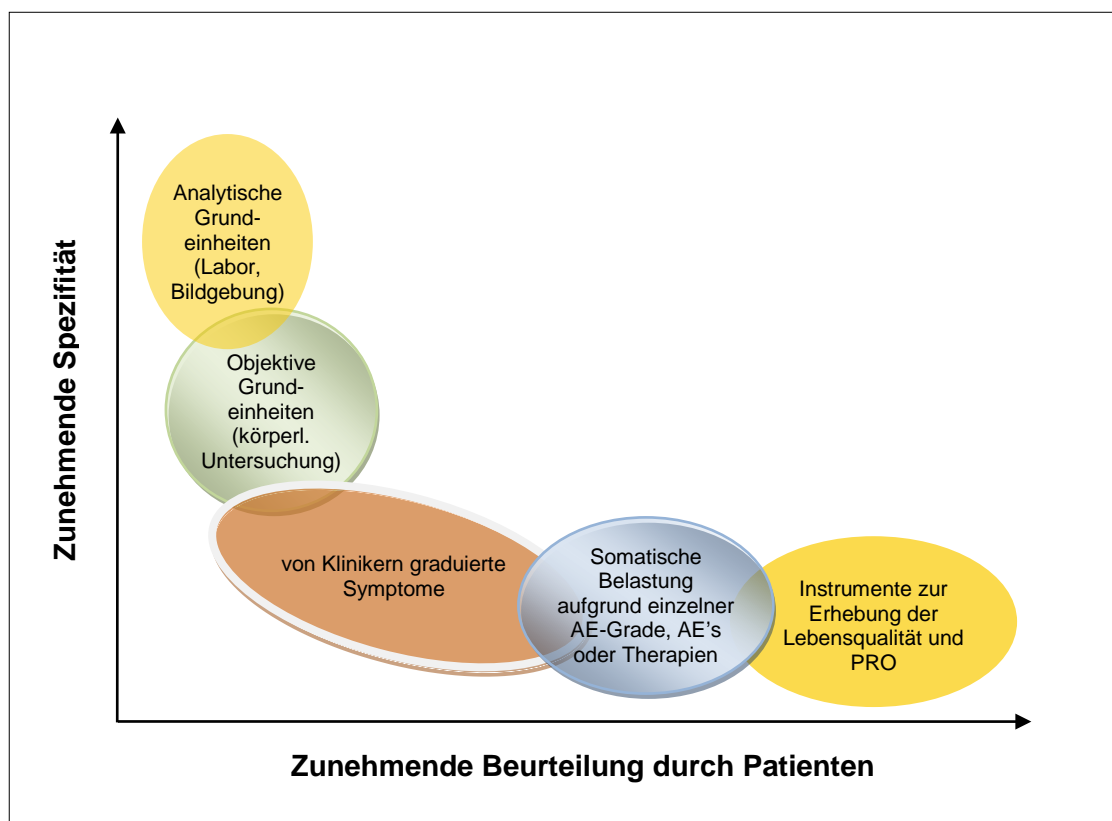 Zunehmende Spezifität
Analytische
Grund-
einheiten
(Labor,
Bildgebung)
Objektive
Grund-
einheiten
(körperl.
Untersuchung)
von Klinikern graduierte
Symptome
Somatische
Belastung
aufgrund einzelner
AE-Grade, AE's
oder Therapien
Instrumente zur
Erhebung der
Lebensqualität und
PRO
Zunehmende Beurteilung durch Patienten